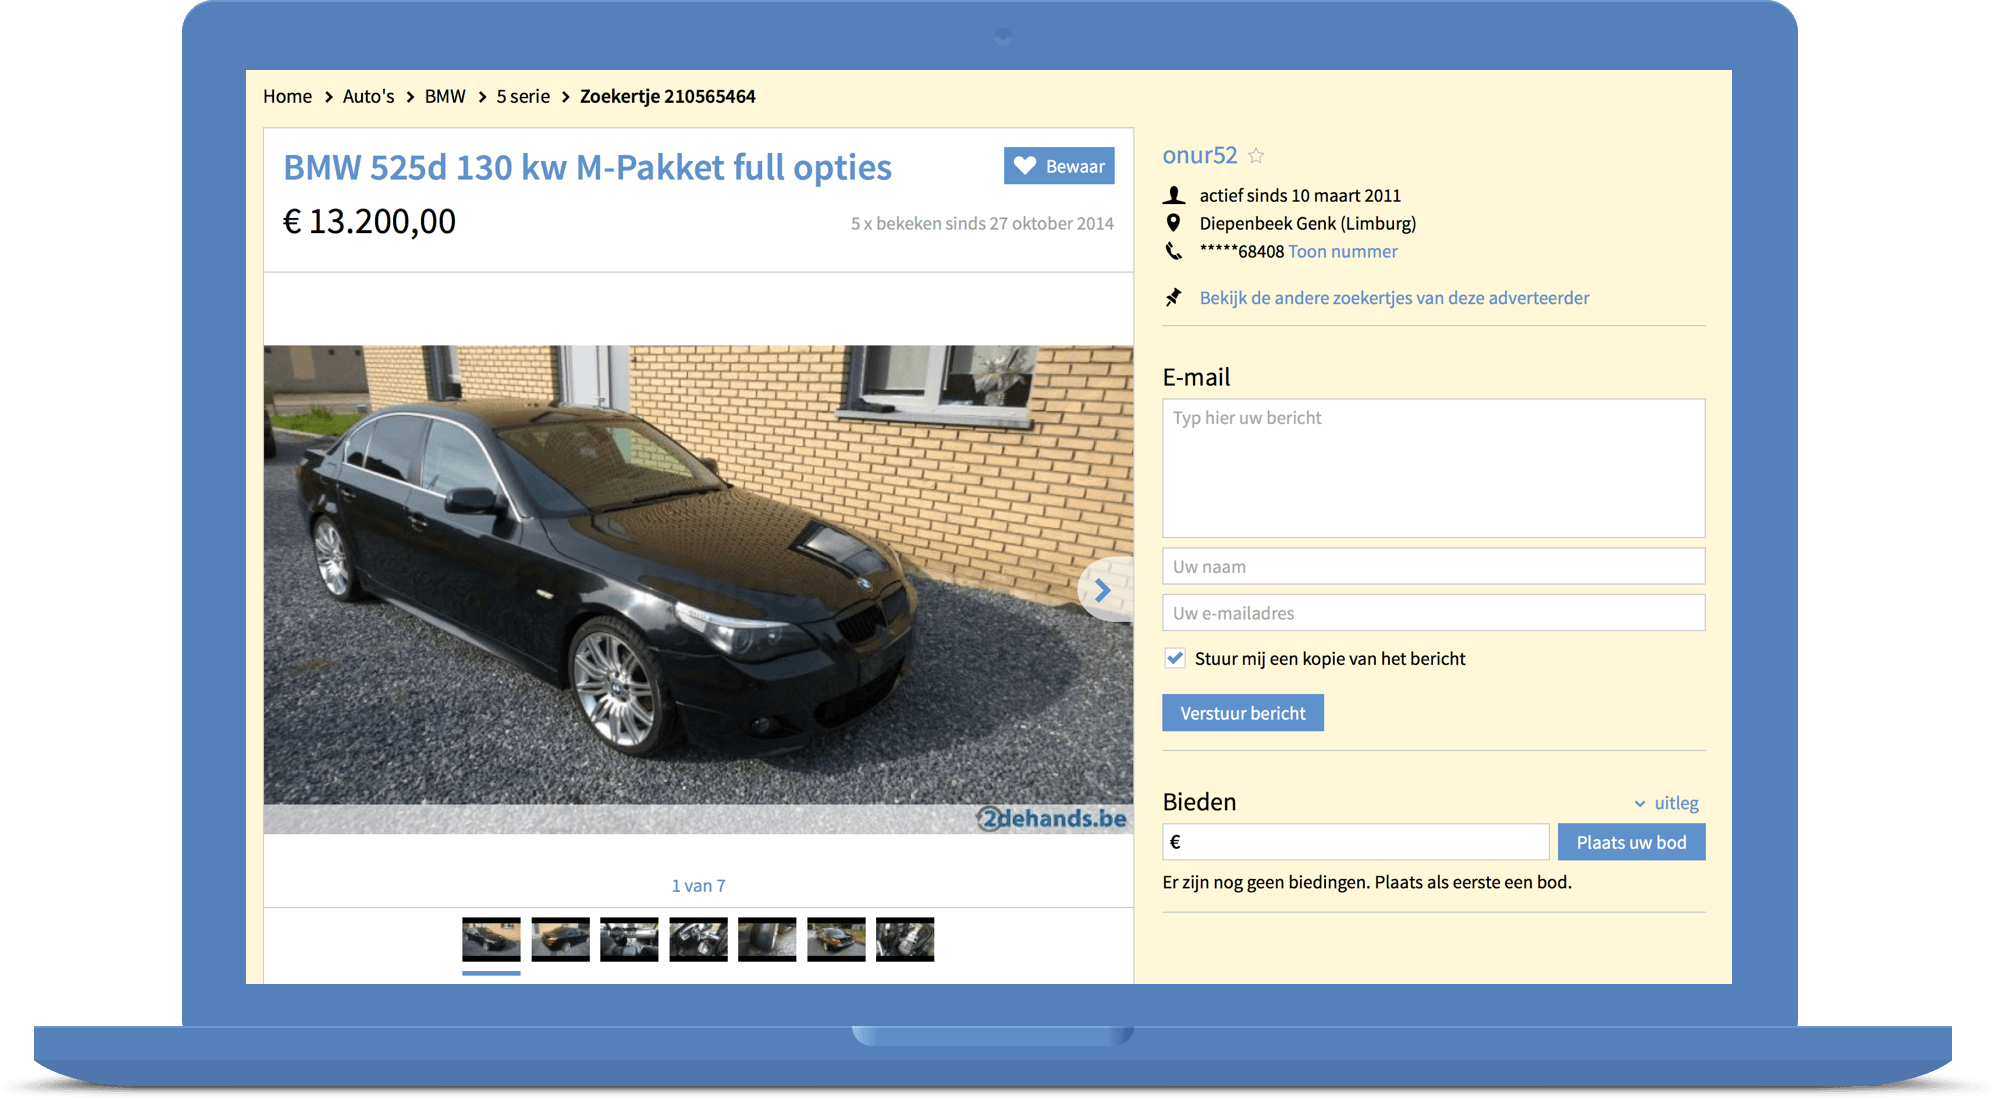 Home > Auto's > BMW > 5 serie > Zoekertje 210565464
BMW 525d 130 kw M-Pakket full opties
Bewaar
€ 13.200,00
5 x bekeken sinds 27 oktober 2014
2dehands.be
1 van 7
onur52
actief sinds 10 maart 2011
Diepenbeek Genk (Limburg)
*****68408 Toon nummer
Bekijk de andere zoekertjes van deze adverteerder
E-mail
Typ hier uw bericht
Uw naam
Uw e-mailadres
Stuur mij een kopie van het bericht
Verstuur bericht
Bieden
uitleg
€
Plaats uw bod
Er zijn nog geen biedingen. Plaats als eerste een bod.